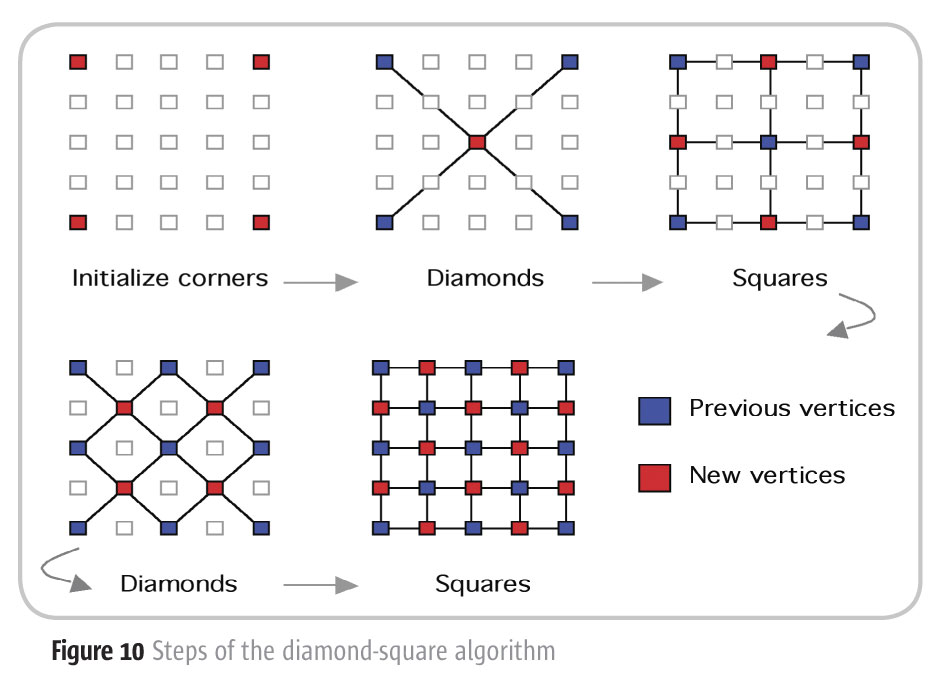 Initialize corners
Diamonds
Squares
Previous vertices
New vertices
Diamonds
Squares
Figure 10 Steps of the diamond-square algorithm